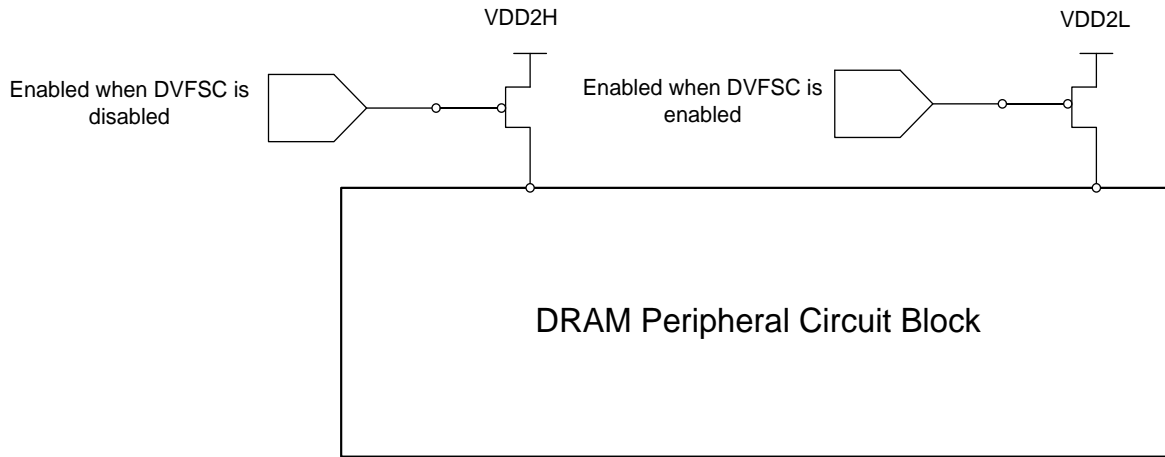 VDD2H
VDD2L
Enabled when DVFSC is
disabled
Enabled when DVFSC is
enabled
DRAM Peripheral Circuit Block